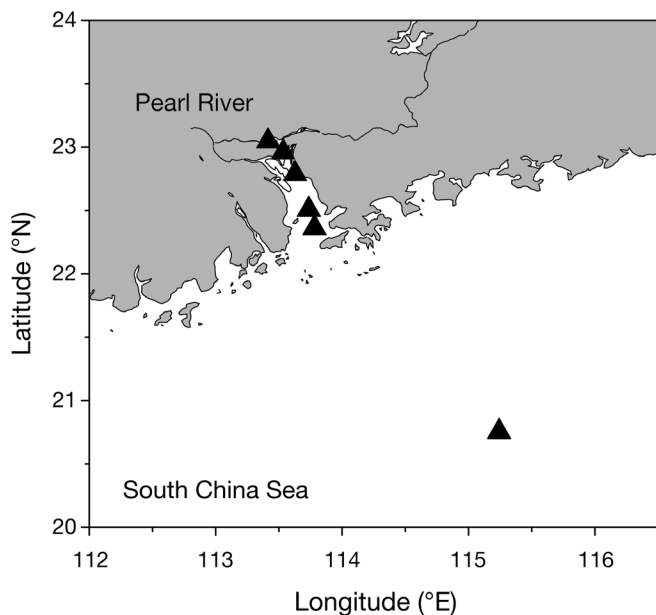 24
Pearl River
23
22
21
South China Sea
20
112
113
114
115
116
Latitude (°N)
Longitude (°E)